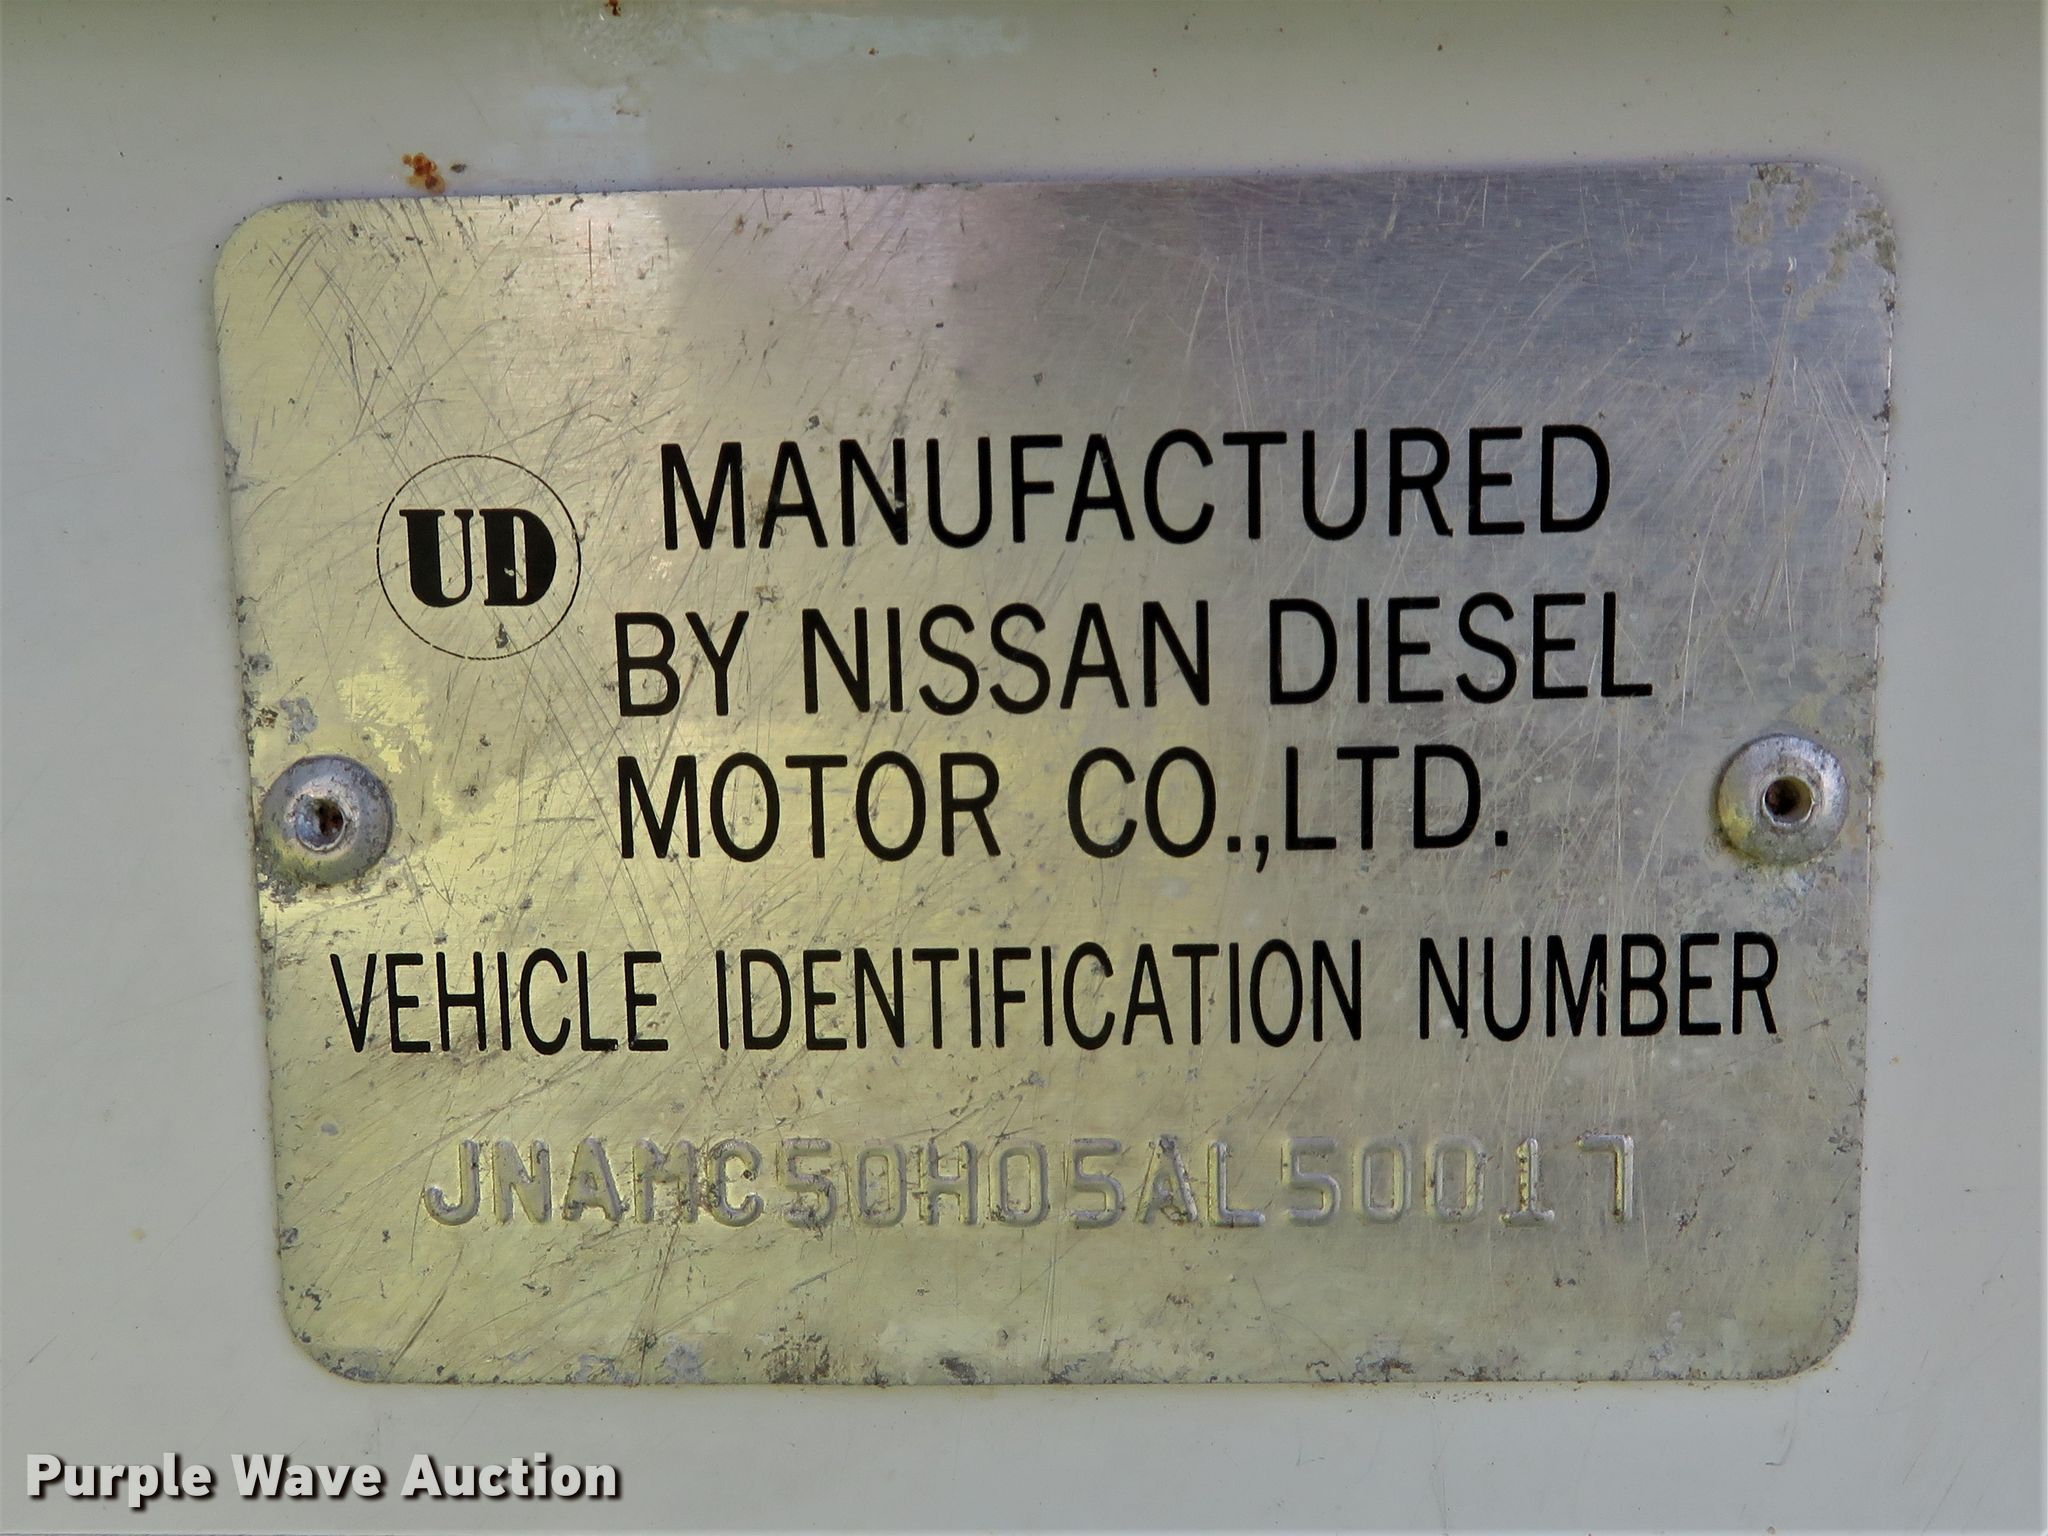 MANUFACTURED
UD
BY NISSAN DIESEL
MOTOR CO.,LTD.
VEHICLE IDENTIFICATION NUMBER
JNAMC50H05AL50017
Purple Wave Auction